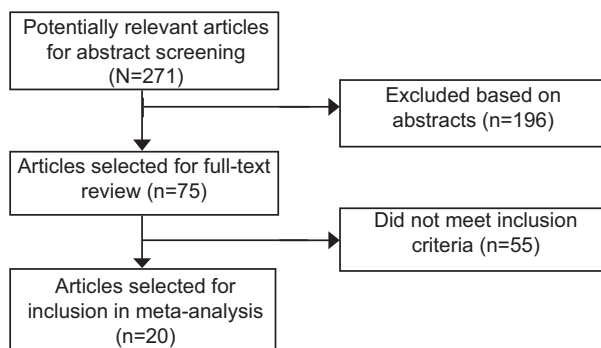 Potentially relevant articles
for abstract screening
(N=271)
Excluded based on
abstracts (n=196)
Articles selected for full-text
review (n=75)
Did not meet inclusion
criteria (n=55)
Articles selected for
inclusion in meta-analysis
(n=20)